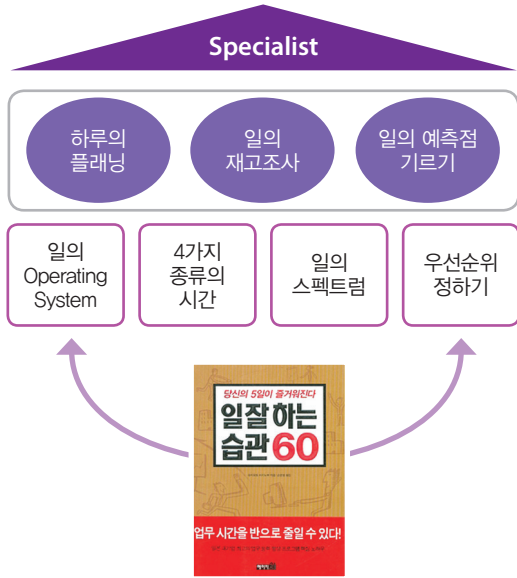 Specialist
하루의
플래닝
일의
재고조사
일의 예측점
기르기
일의
Operating
System
4가지
종류의
시간
일의
스펙트럼
우선순위
정하기
당신의 5일이 즐거워진다
일 잘 하는
습관 60
업무 시간을 반으로 줄일 수 있다!